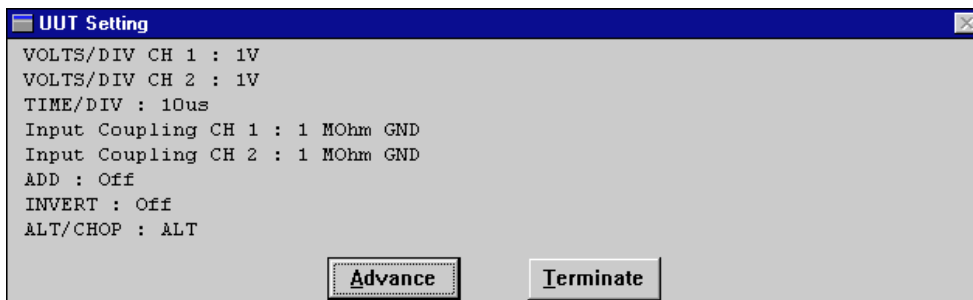 UUT Setting
VOLTS/DIV CH 1 : 1V
VOLTS/DIV CH 2 : 1V
TIME/DIV : 10us
Input Coupling CH 1 : 1 MOhm GND
Input Coupling CH 2 : 1 MOhm GND
ADD : Off
INVERT : Off
ALT/CHOP : ALT
Advance Terminate